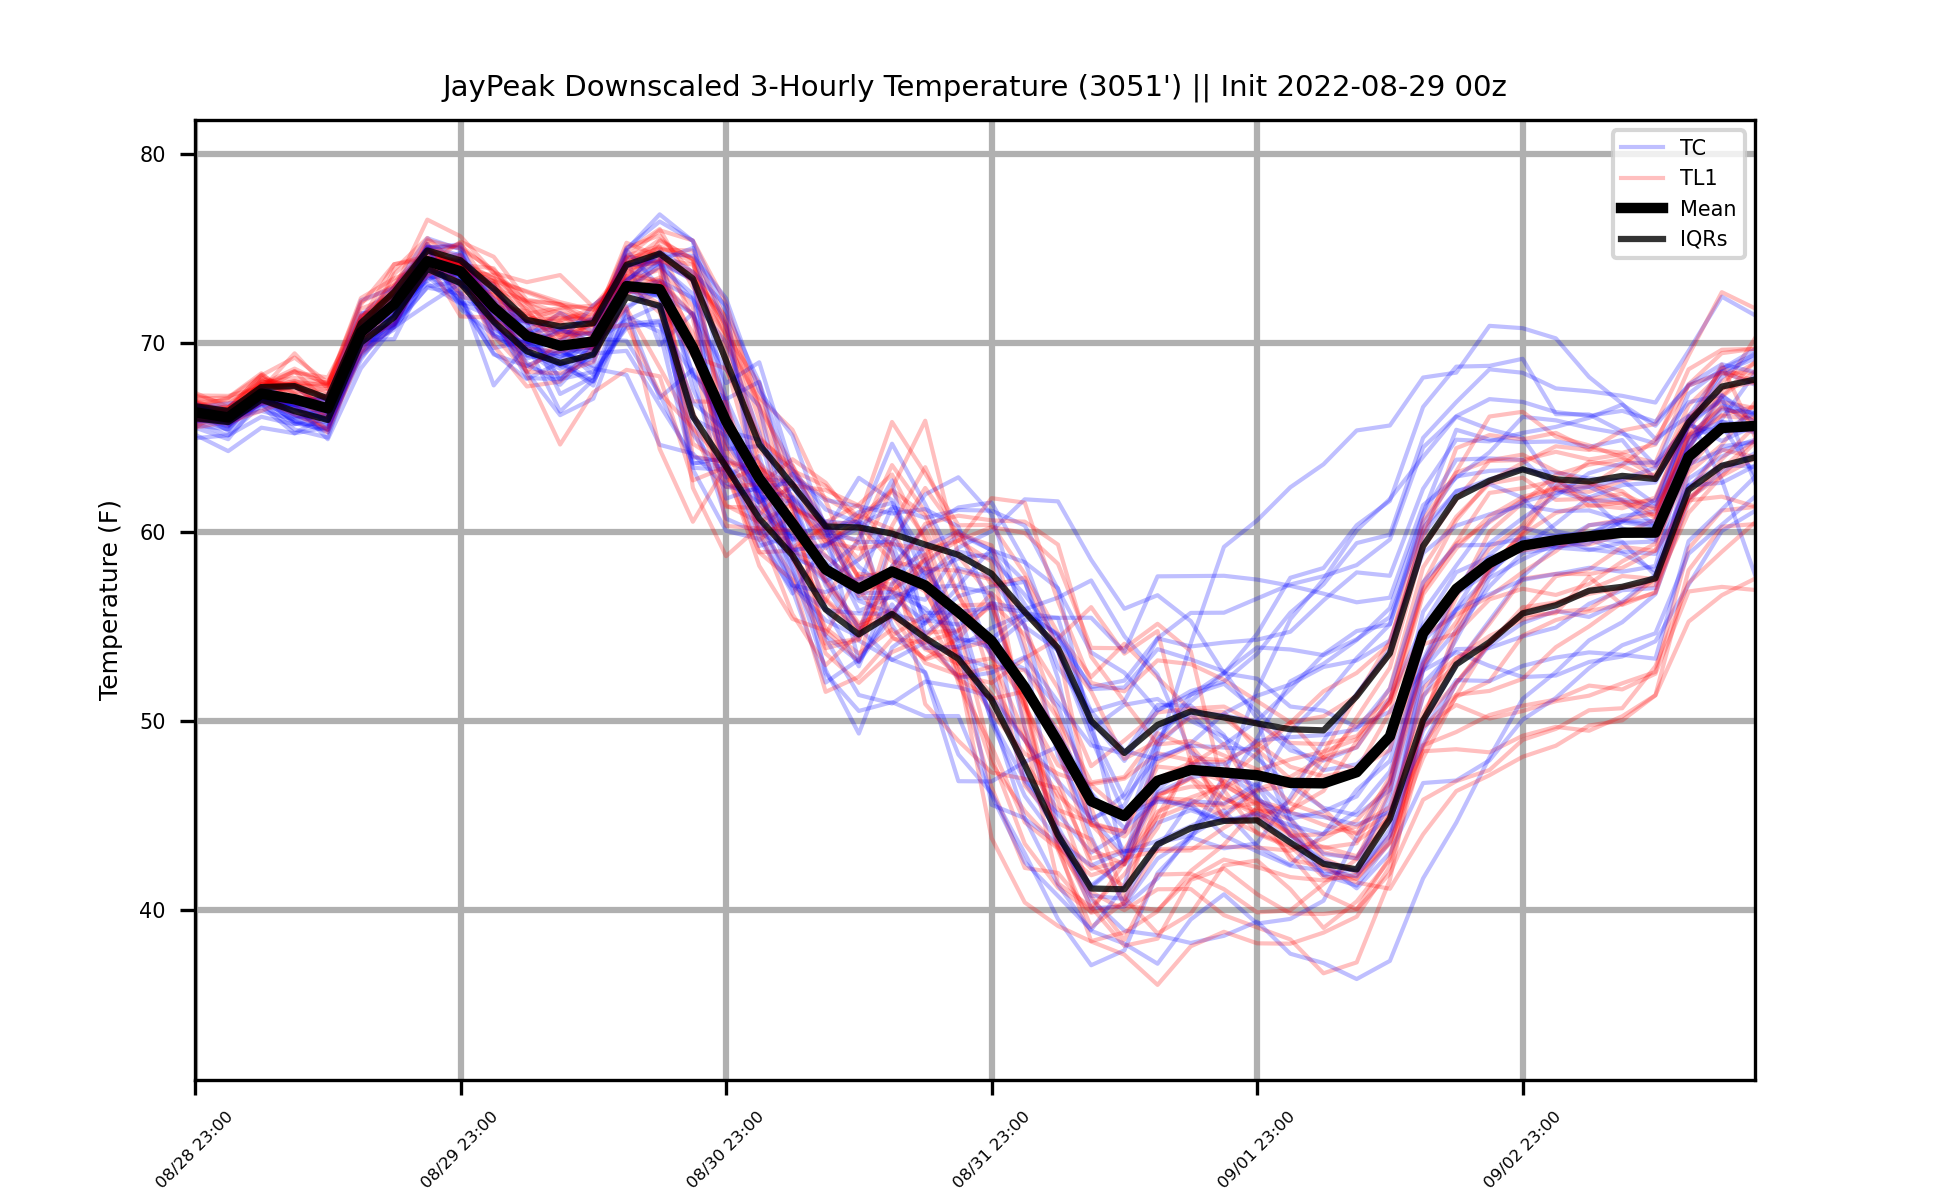 JayPeak Downscaled 3-Hourly Temperature (3051') || Init 2022-08-29 00z
TC
TL1
Mean
IQRs
Temperature (F)
80
70
60
50
40
08/28 23:00
08/29 23:00
08/30 23:00
08/31 23:00
09/01 23:00
09/02 23:00